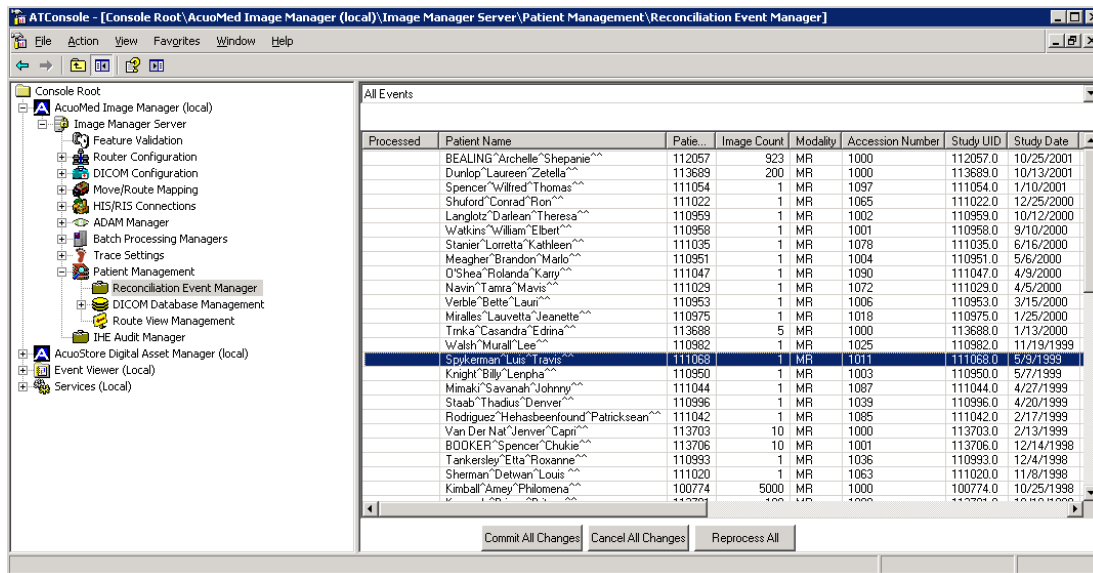 ATConsole - [Console Root\AcuoMed Image Manager (local)\Image Manager Server\Patient Management\Reconciliation Event Manager]
File Action View Favorites Window Help
Console Root
AcuoMed Image Manager (local)
Image Manager Server
Feature Validation
Router Configuration
DICOM Configuration
Move/Route Mapping
HIS/RIS Connections
ADAM Manager
Batch Processing Managers
Trace Settings
Patient Management
Reconciliation Event Manager
DICOM Database Management
Route View Management
IHE Audit Manager
AcuoStore Digital Asset Manager (local)
Event Viewer (Local)
Services (Local)
All Events
Processed Patient Name Patie... Image Count Modality Accession Number Study UID Study Date
BEALING^Archelle^Shepanie^^ 112057 923 MR 1000 112057.0 10/25/2001
Dunlop^Laureen^Zetella^^ 113689 200 MR 1000 113689.0 10/13/2001
Spencer^Wilfred^Thomas^^ 111054 1 MR 1097 111054.0 1/10/2001
Shuford^Conrad^Ron^^ 111022 1 MR 1065 111022.0 12/25/2000
Langlotz^Darlean^Theresa^^ 110959 1 MR 1002 110959.0 10/12/2000
Watkins^William^Elbert^^ 110958 1 MR 1001 110958.0 9/10/2000
Stanier^Lorretta^Kathleen^^ 111035 1 MR 1078 111035.0 6/16/2000
Meagher^Brandon^Marlo^^ 110951 1 MR 1004 110951.0 5/6/2000
O'Shea^Rolanda^Karry^^ 111047 1 MR 1090 111047.0 4/9/2000
Navin^Tamra^Mavis^^ 111029 1 MR 1072 111029.0 4/5/2000
Verble^Bette^Lauri^^ 110953 1 MR 1006 110953.0 3/15/2000
Miralles^Lauvetta^Jeanette^^ 110975 1 MR 1018 110975.0 1/25/2000
Trnka^Casandra^Edrina^^ 113688 5 MR 1000 113688.0 1/13/2000
Walsh^Murall^Lee^^ 110982 1 MR 1025 110982.0 11/19/1999
Spykerman^Luis^Travis^^ 111068 1 MR 1011 111068.0 5/9/1999
Knight^Billy^Lenpha^^ 110950 1 MR 1003 110950.0 5/7/1999
Mimaki^Savanah^Johnny^^ 111044 1 MR 1087 111044.0 4/27/1999
Staab^Thadius^Denver^^ 110996 1 MR 1039 110996.0 4/20/1999
Rodriguez^Hehasbeenfound^Patricksean^^ 111042 1 MR 1085 111042.0 2/17/1999
Van Der Nat^Jenver^Capri^^ 113703 10 MR 1000 113703.0 2/13/1999
BOOKER^Spencer^Chukie^^ 113706 10 MR 1001 113706.0 12/14/1998
Tankersley^Etta^Roxanne^^ 110993 1 MR 1036 110993.0 12/4/1998
Sherman^Detwan^Louis ^^ 111020 1 MR 1063 111020.0 11/8/1998
Kimball^Amey^Philomena^^ 100774 5000 MR 1000 100774.0 10/25/1998
Commit All Changes Cancel All Changes Reprocess All